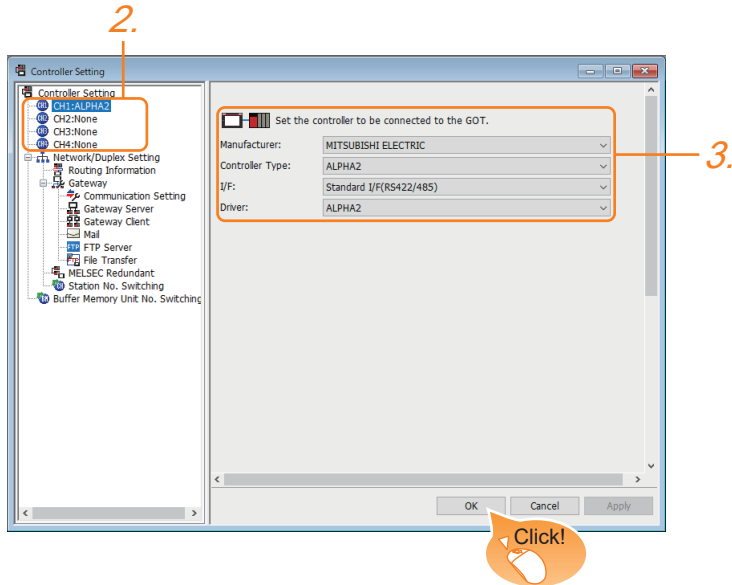 2.
Controller Setting
Controller Setting
CH1:ALPHA2
CH2:None
CH3:None
CH4:None
Network/Duplex Setting
Routing Information
Gateway
Communication Setting
Gateway Server
Gateway Client
Mail
FTP Server
File Transfer
MELSEC Redundant
Station No. Switching
Buffer Memory Unit No. Switching
Set the controller to be connected to the GOT.
Manufacturer: MITSUBISHI ELECTRIC
Controller Type: ALPHA2
I/F: Standard I/F(RS422/485)
Driver: ALPHA2
3.
OK Cancel Apply
Click!